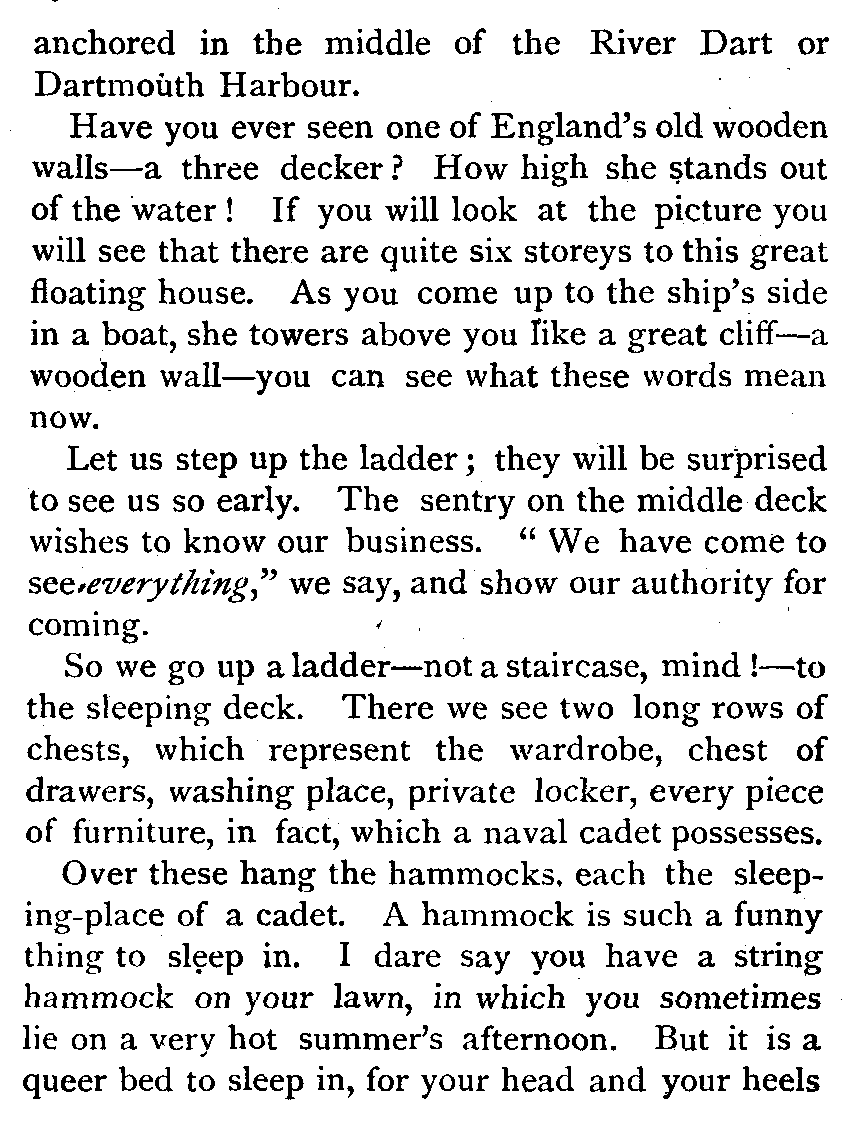 anchored in the middle of the River Dart or
Dartmouth Harbour.
Have you ever seen one of England's old wooden
walls—a three decker? How high she stands out
of the water! If you will look at the picture you
will see that there are quite six storeys to this great
floating house. As you come up to the ship's side
in a boat, she towers above you like a great cliff—a
wooden wall—you can see what these words mean
now.
Let us step up the ladder; they will be surprised
to see us so early. The sentry on the middle deck
wishes to know our business. "We have come to
see everything," we say, and show our authority for
coming.
So we go up a ladder—not a staircase, mind!—to
the sleeping deck. There we see two long rows of
chests, which represent the wardrobe, chest of
drawers, washing place, private locker, every piece
of furniture, in fact, which a naval cadet possesses.
Over these hang the hammocks, each the sleep-
ing-place of a cadet. A hammock is such a funny
thing to sleep in. I dare say you have a string
hammock on your lawn, in which you sometimes
lie on a very hot summer's afternoon. But it is a
queer bed to sleep in, for your head and your heels